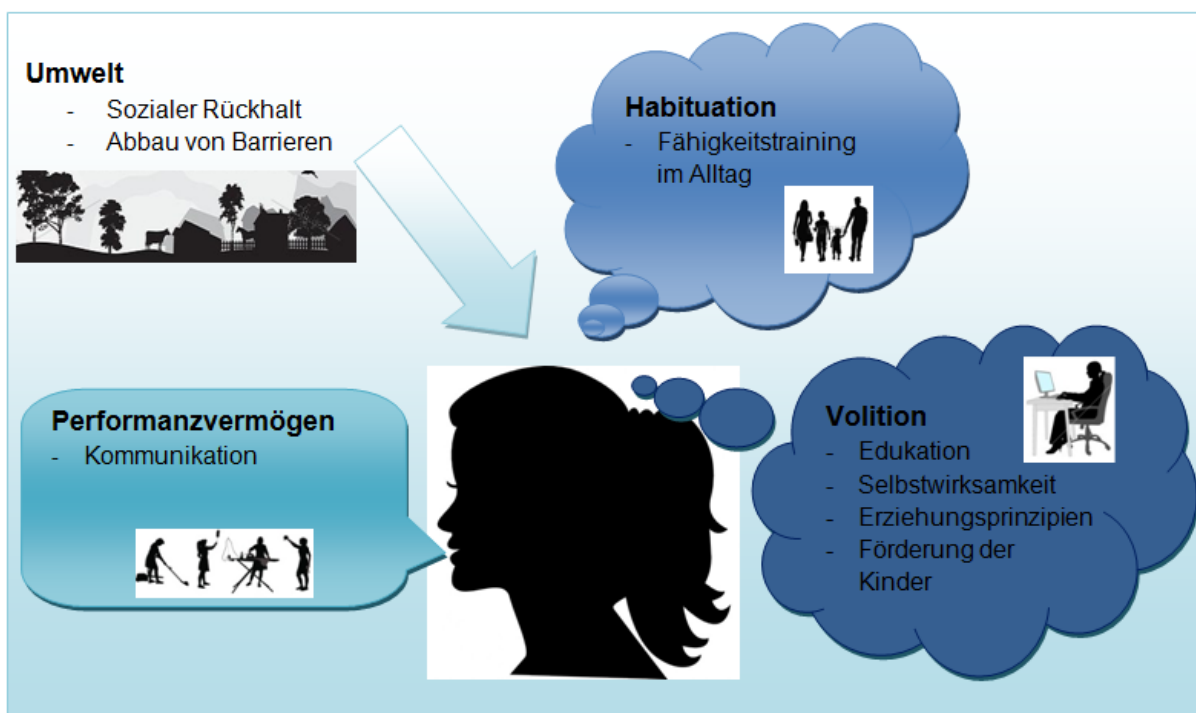 Umwelt
- Sozialer Rückhalt
- Abbau von Barrieren
Habituation
- Fähigkeitstraining
im Alltag
Performanzvermögen
- Kommunikation
Volition
- Edukation
- Selbstwirksamkeit
- Erziehungsprinzipien
- Förderung der
Kinder